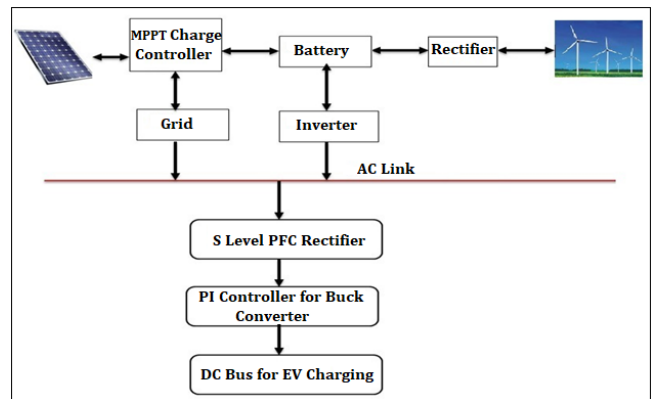 MPPT Charge
Controller
Battery
Rectifier
Grid
Inverter
AC Link
S Level PFC Rectifier
PI Controller for Buck
Converter
DC Bus for EV Charging